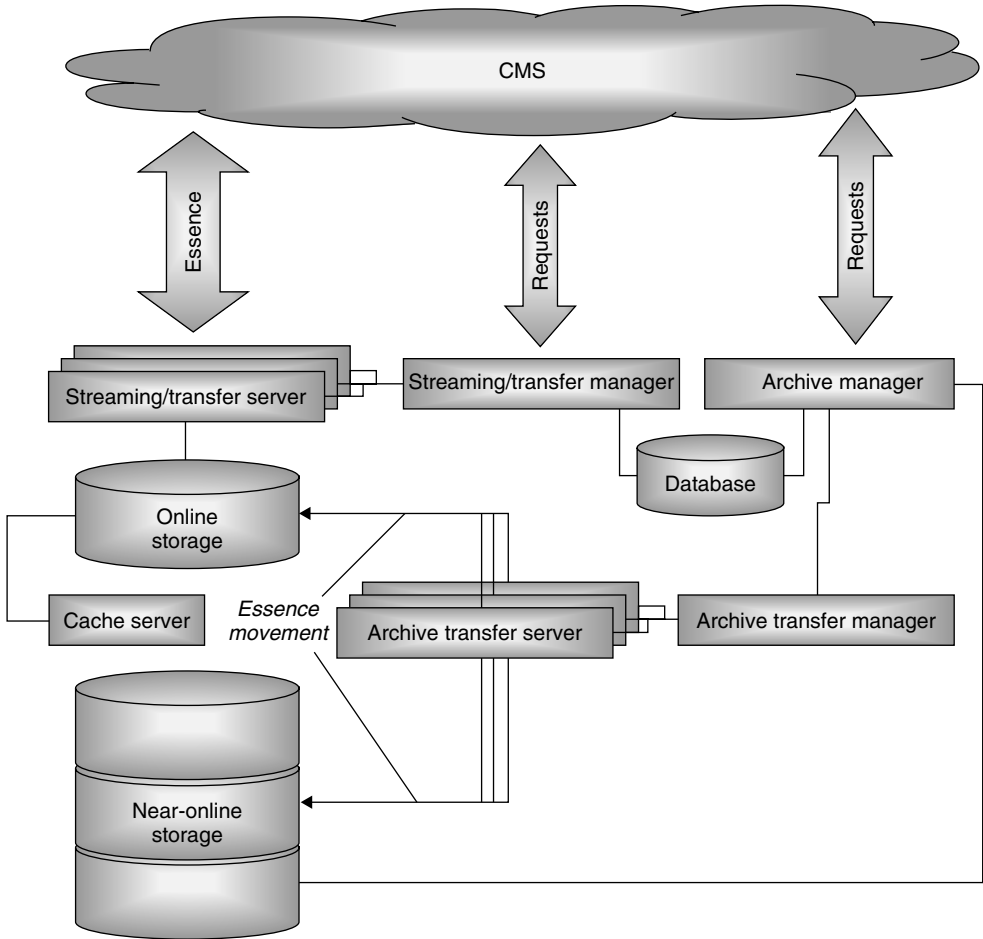 CMS
Essence
Requests
Requests
Streaming/transfer server
Streaming/transfer manager
Archive manager
Database
Online
storage
Cache server
Essence
movement
Archive transfer server
Archive transfer manager
Near-online
storage